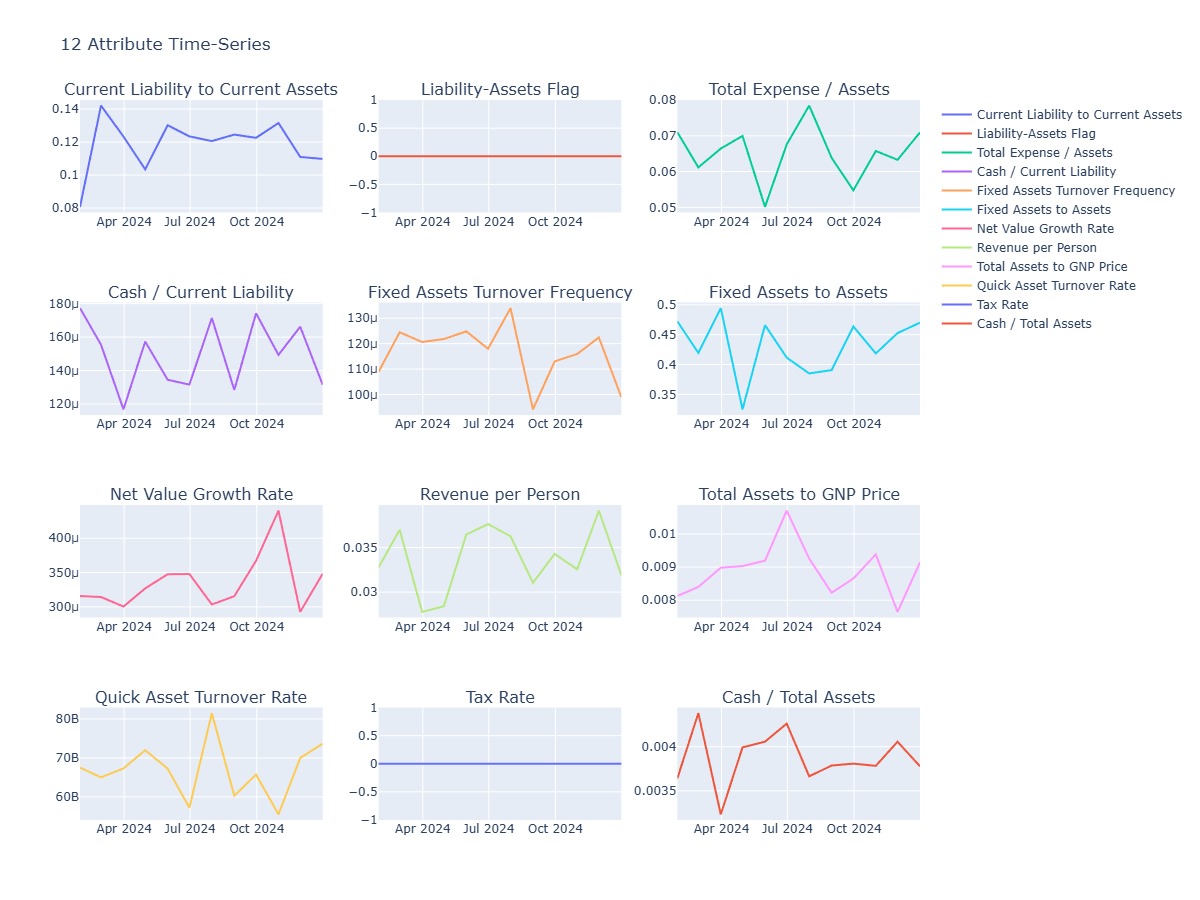 12 Attribute Time-Series
Current Liability to Current Assets
0.14
0.12
0.1
0.08
Apr 2024 Jul 2024 Oct 2024
Liability-Assets Flag
1
0.5
0
−0.5
−1
Apr 2024 Jul 2024 Oct 2024
Total Expense / Assets
0.08
0.07
0.06
0.05
Apr 2024 Jul 2024 Oct 2024
Current Liability to Current Assets
Liability-Assets Flag
Total Expense / Assets
Cash / Current Liability
Fixed Assets Turnover Frequency
Fixed Assets to Assets
Net Value Growth Rate
Revenue per Person
Total Assets to GNP Price
Quick Asset Turnover Rate
Tax Rate
Cash / Total Assets
Cash / Current Liability
180μ
160μ
140μ
120μ
Apr 2024 Jul 2024 Oct 2024
Fixed Assets Turnover Frequency
130μ
120μ
110μ
100μ
Apr 2024 Jul 2024 Oct 2024
Fixed Assets to Assets
0.5
0.45
0.4
0.35
Apr 2024 Jul 2024 Oct 2024
Net Value Growth Rate
400μ
350μ
300μ
Apr 2024 Jul 2024 Oct 2024
Revenue per Person
0.035
0.03
Apr 2024 Jul 2024 Oct 2024
Total Assets to GNP Price
0.01
0.009
0.008
Apr 2024 Jul 2024 Oct 2024
Quick Asset Turnover Rate
80B
70B
60B
Apr 2024 Jul 2024 Oct 2024
Tax Rate
1
0.5
0
−0.5
−1
Apr 2024 Jul 2024 Oct 2024
Cash / Total Assets
0.004
0.0035
Apr 2024 Jul 2024 Oct 2024